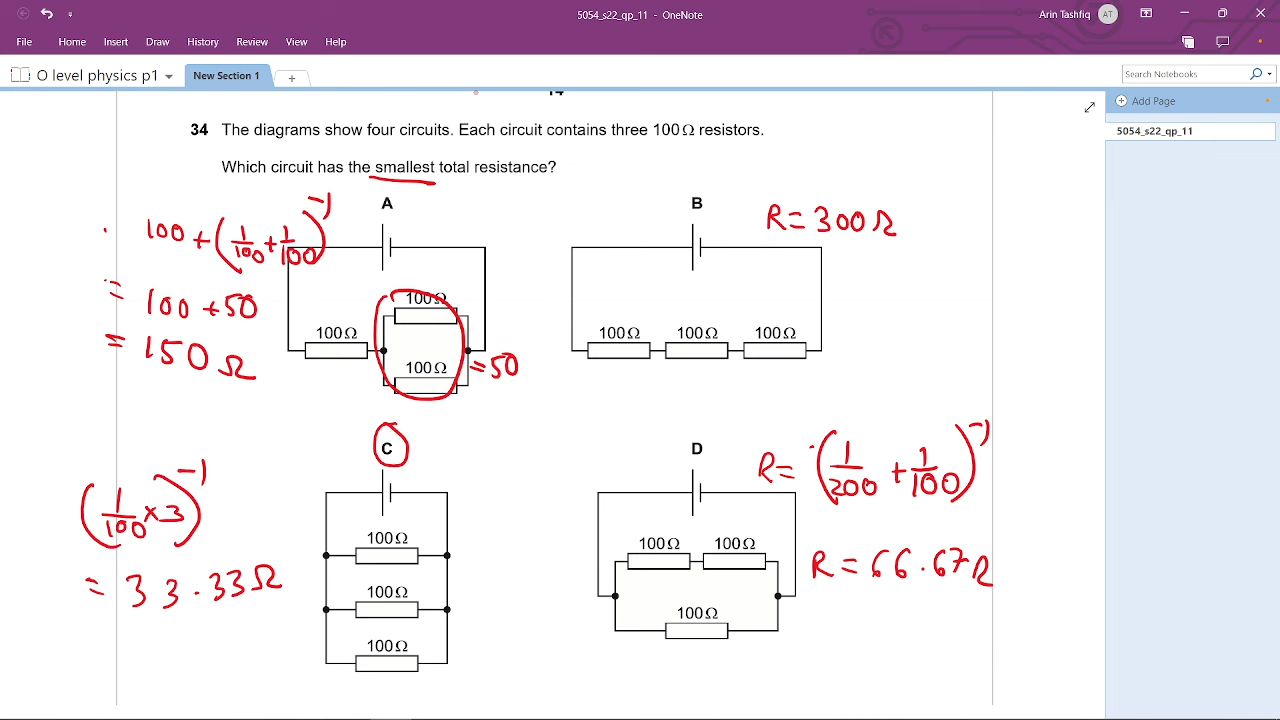 5054_s22_qp_11 - OneNote
Arin Tashfiq
AT
File Home Insert Draw History Review View Help
O level physics p1
New Section 1
+
Search Notebooks
Add Page
5054_s22_qp_11
14
34 The diagrams show four circuits. Each circuit contains three 100 Ω resistors.
Which circuit has the smallest total resistance?
A
100 + (1/100 + 1/100)^-1
= 100 + 50
= 150 Ω
100 Ω
100 Ω
100 Ω
= 50
B
R = 300 Ω
100 Ω 100 Ω 100 Ω
C
(1/100 × 3)^-1
= 33.33 Ω
100 Ω
100 Ω
100 Ω
D
R = (1/200 + 1/100)^-1
R = 66.67 Ω
100 Ω 100 Ω
100 Ω